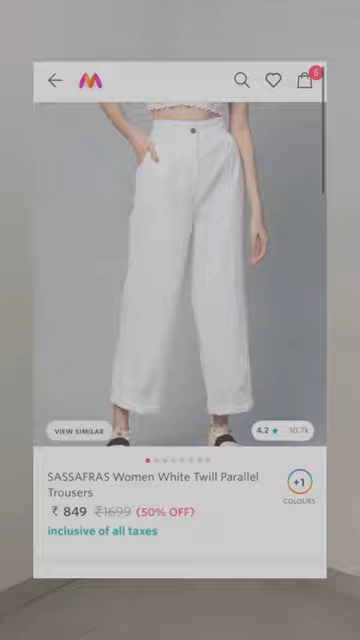 5
VIEW SIMILAR
4.2 ★ 10.7k
SASSAFRAS Women White Twill Parallel
Trousers
+1
COLOURS
₹ 849 ₹1699 (50% OFF)
inclusive of all taxes